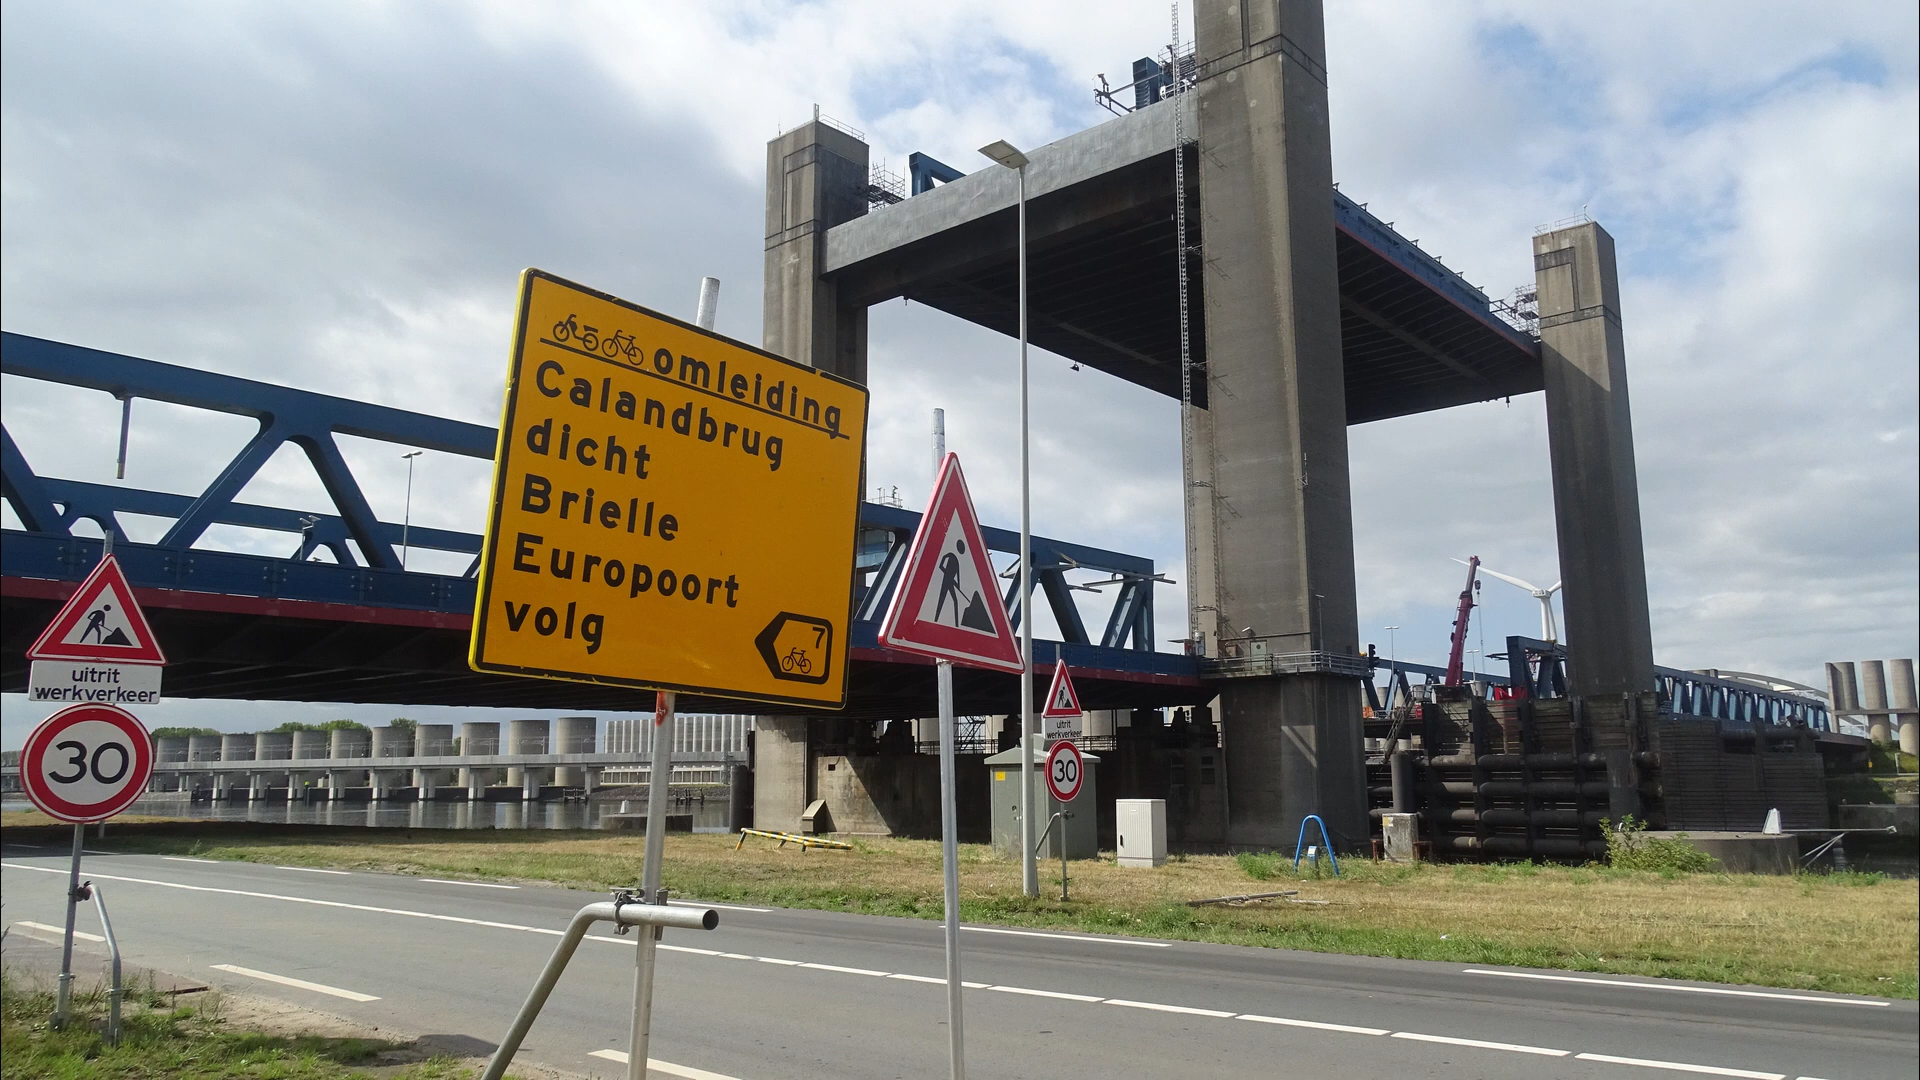 omleiding
Calandbrug
dicht
Brielle
Europoort
volg
7
uitrit
werkverkeer
30
uitrit
werkverkeer
30